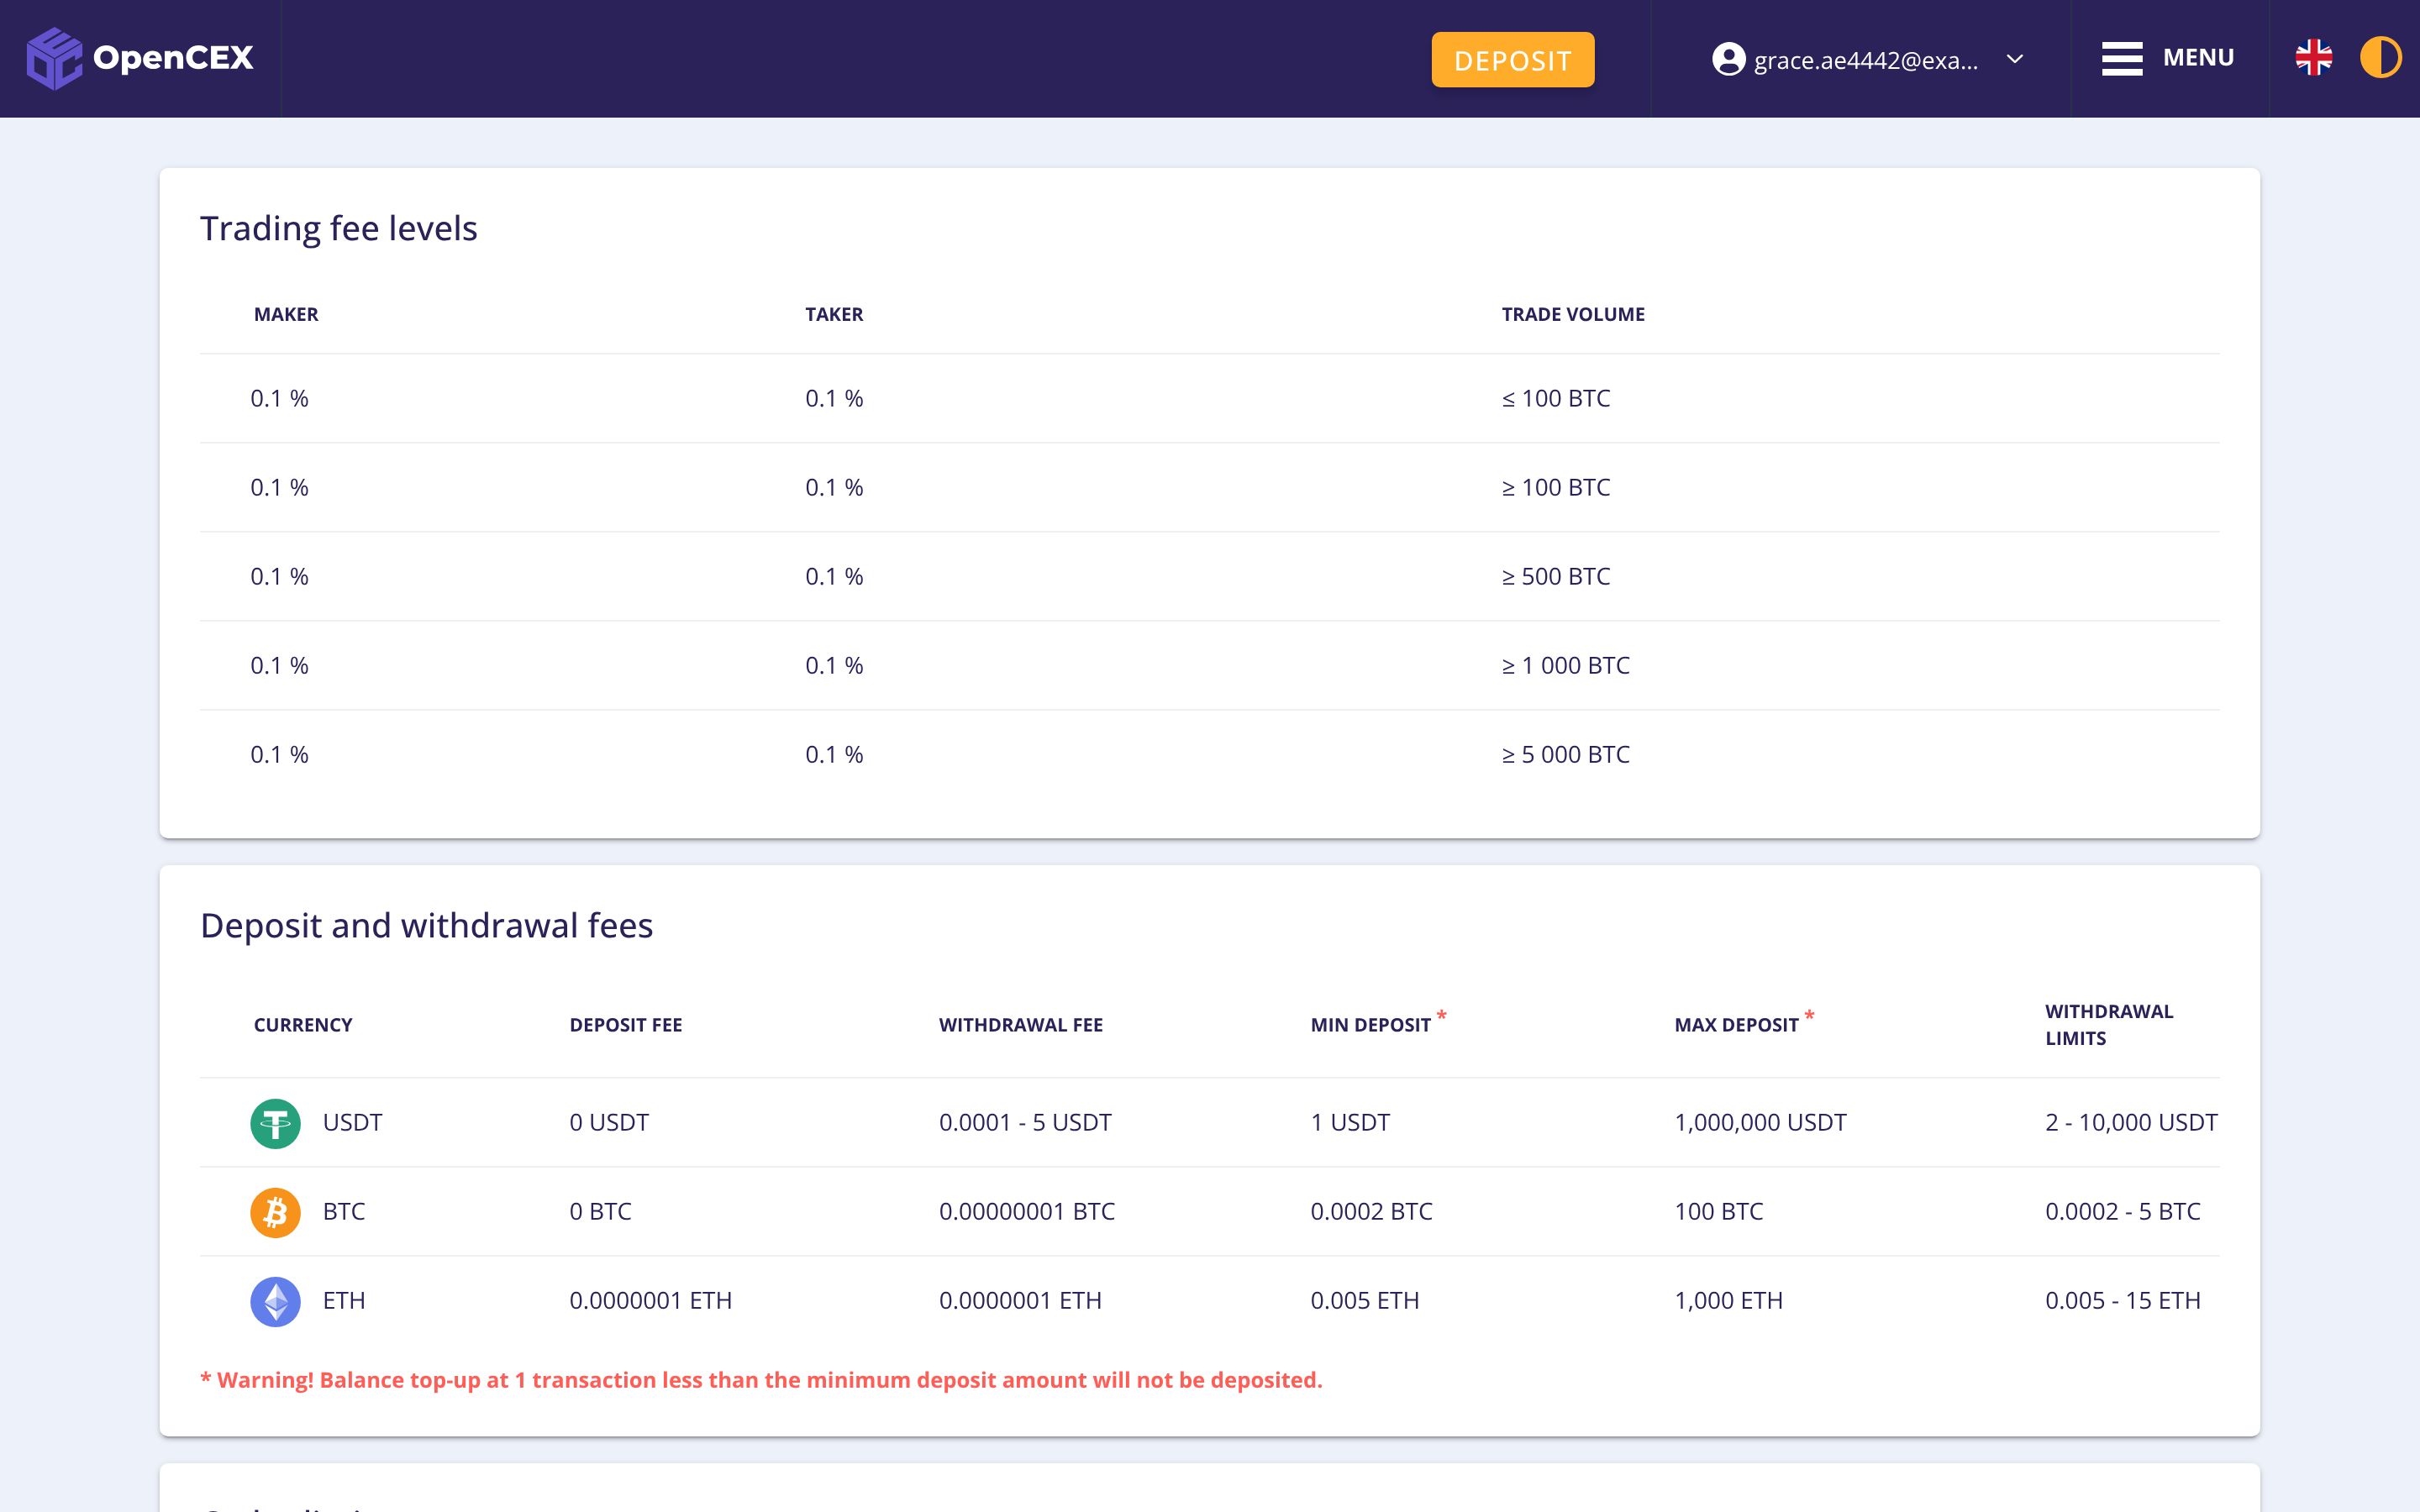 OpenCEX
DEPOSIT
grace.ae4442@exa...
MENU
Trading fee levels
MAKER TAKER TRADE VOLUME
0.1 % 0.1 % ≤ 100 BTC
0.1 % 0.1 % ≥ 100 BTC
0.1 % 0.1 % ≥ 500 BTC
0.1 % 0.1 % ≥ 1 000 BTC
0.1 % 0.1 % ≥ 5 000 BTC
Deposit and withdrawal fees
CURRENCY DEPOSIT FEE WITHDRAWAL FEE MIN DEPOSIT * MAX DEPOSIT * WITHDRAWAL LIMITS
USDT 0 USDT 0.0001 - 5 USDT 1 USDT 1,000,000 USDT 2 - 10,000 USDT
BTC 0 BTC 0.00000001 BTC 0.0002 BTC 100 BTC 0.0002 - 5 BTC
ETH 0.0000001 ETH 0.0000001 ETH 0.005 ETH 1,000 ETH 0.005 - 15 ETH
* Warning! Balance top-up at 1 transaction less than the minimum deposit amount will not be deposited.